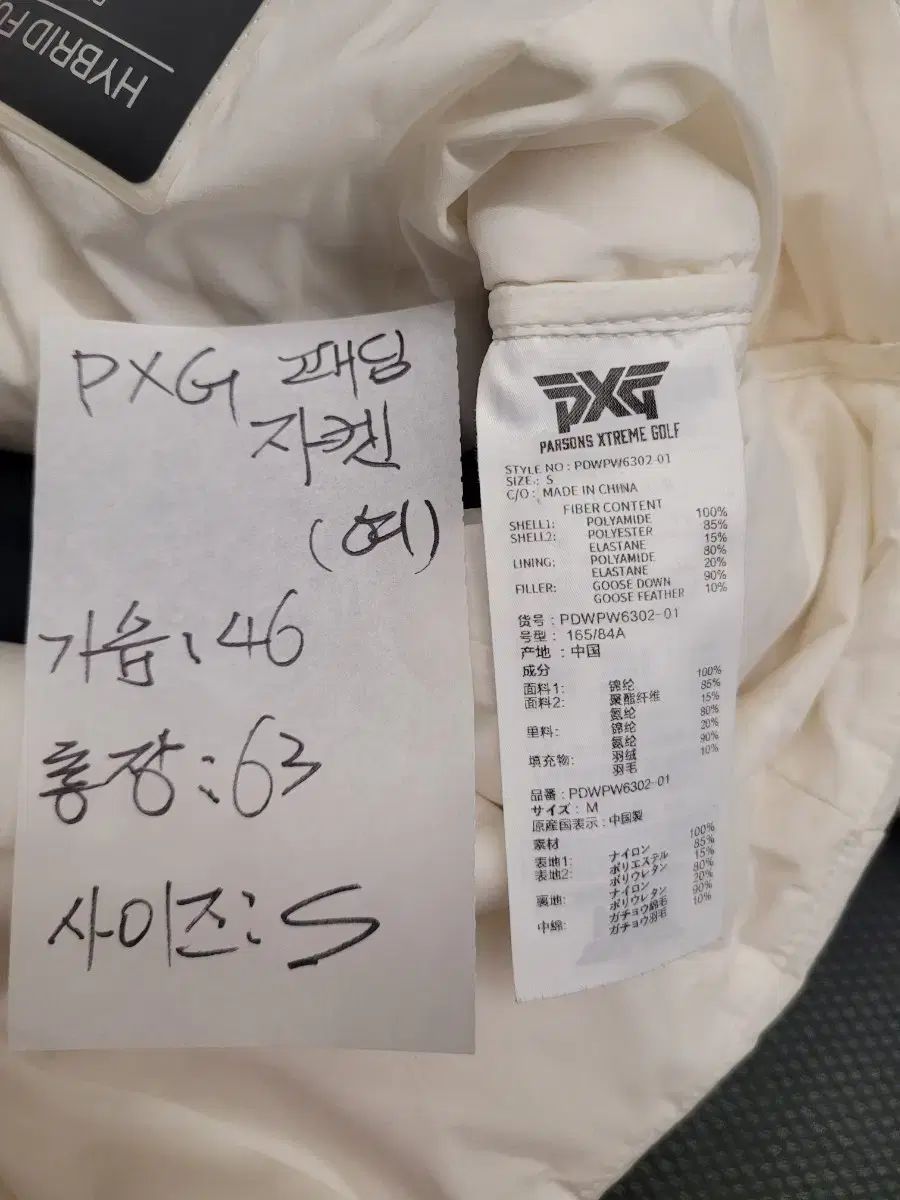 HYBRID
PXG 패딩
자켓
(여)
가슴:46
총장:63
사이즈:S
PXG
PARSONS XTREME GOLF
STYLE NO : PDWPW6302-01
SIZE : S
C/O : MADE IN CHINA
FIBER CONTENT
SHELL1: POLYAMIDE 100%
SHELL2: POLYESTER 85%
ELASTANE 15%
LINING: POLYAMIDE 80%
ELASTANE 20%
FILLER: GOOSE DOWN 90%
GOOSE FEATHER 10%
货号 : PDWPW6302-01
号型 : 165/84A
产地 : 中国
成分
面料1: 锦纶 100%
面料2: 聚酯纤维 85%
氨纶 15%
里料: 锦纶 80%
氨纶 20%
填充物: 羽绒 90%
羽毛 10%
品番 : PDWPW6302-01
サイズ : M
原産国表示 : 中国製
素材
表地1: ナイロン 100%
表地2: ポリエステル 85%
ポリウレタン 15%
裏地: ナイロン 80%
ポリウレタン 20%
中綿: ガチョウ綿毛 90%
ガチョウ羽毛 10%